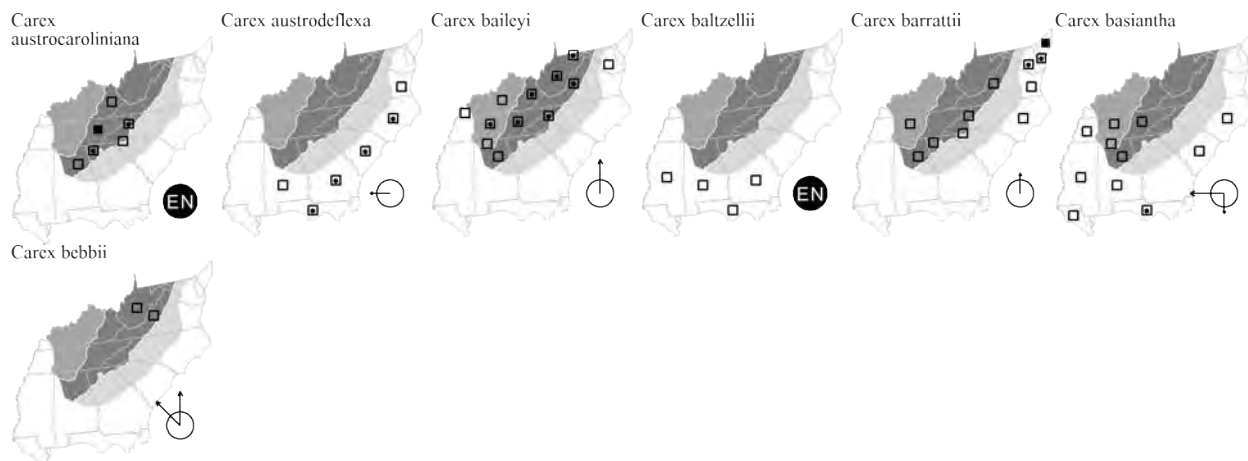 Carex
austrocaroliniana
Carex austrodeflexa
Carex baileyi
Carex baltzellii
Carex barrattii
Carex basiantha
EN
EN
Carex bebbii